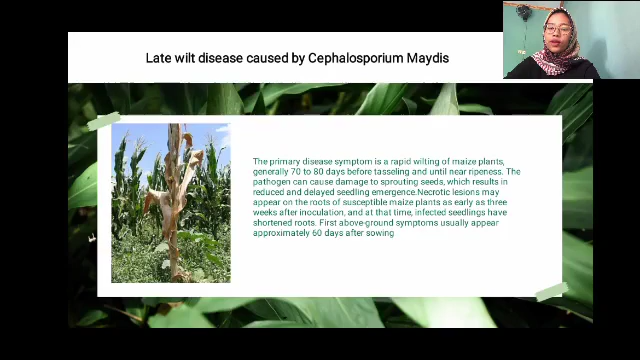 Late wilt disease caused by Cephalosporium Maydis
The primary disease symptom is a rapid wilting of maize plants,
generally 70 to 80 days before tasseling and until near ripeness. The
pathogen can cause damage to sprouting seeds, which results in
reduced and delayed seedling emergence.Necrotic lesions may
appear on the roots of susceptible maize plants as early as three
weeks after inoculation, and at that time, infected seedlings have
shortened roots. First above-ground symptoms usually appear
approximately 60 days after sowing